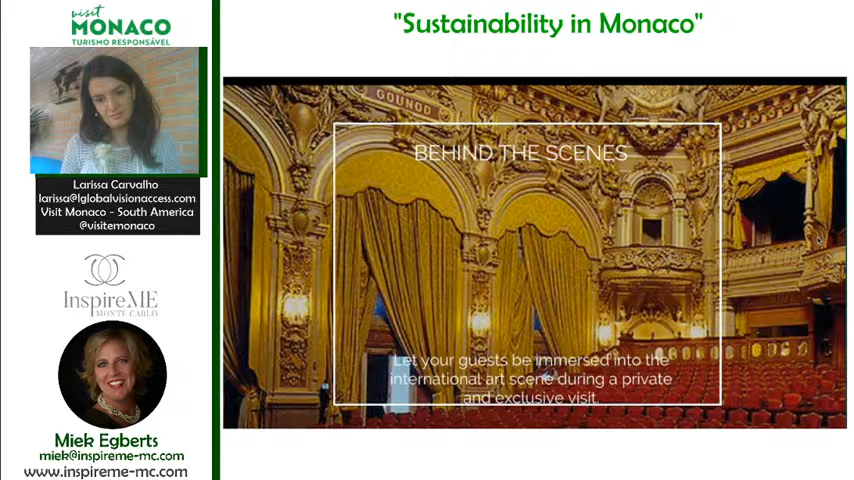 visit
MONACO
TURISMO RESPONSÁVEL
Larissa Carvalho
larissa@lglobalvisionaccess.com
Visit Monaco - South America
@visitemonaco
InspireME
MONTE CARLO
Miek Egberts
miek@inspireme-mc.com
www.inspireme-mc.com
"Sustainability in Monaco"
GOUNOD
BEHIND THE SCENES
Let your guests be immersed into the
international art scene during a private
and exclusive visit.